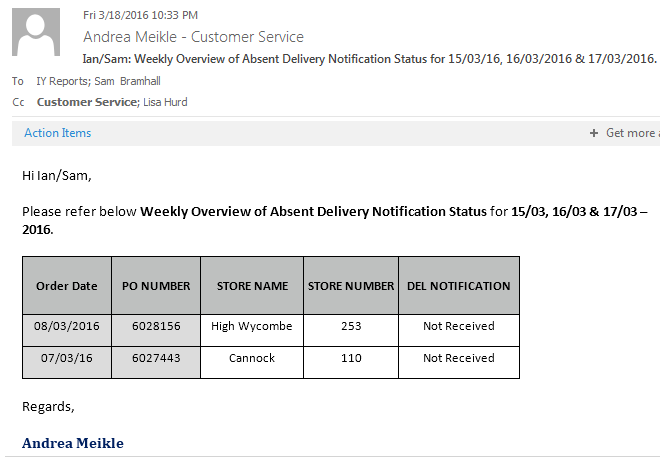 Fri 3/18/2016 10:33 PM
Andrea Meikle - Customer Service
Ian/Sam: Weekly Overview of Absent Delivery Notification Status for 15/03/16, 16/03/2016 & 17/03/2016.
To IY Reports; Sam Bramhall
Cc Customer Service; Lisa Hurd
Action Items + Get more a
Hi Ian/Sam,
Please refer below Weekly Overview of Absent Delivery Notification Status for 15/03, 16/03 & 17/03 –
2016.
Order Date PO NUMBER STORE NAME STORE NUMBER DEL NOTIFICATION
08/03/2016 6028156 High Wycombe 253 Not Received
07/03/16 6027443 Cannock 110 Not Received
Regards,
Andrea Meikle